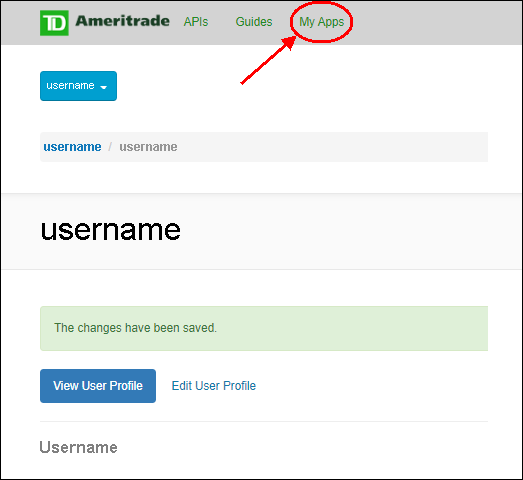 TD Ameritrade APIs Guides My Apps
username
username / username
username
The changes have been saved.
View User Profile Edit User Profile
Username